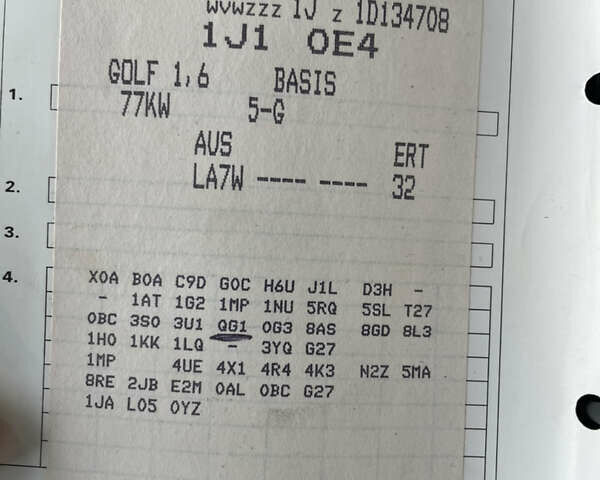 WVWZZZ 1J Z 1D134708
1J1 0E4
GOLF 1,6 BASIS
1.
77KW 5-G
AUS ERT
LA7W ---- ---- 32
2.
3.
4.
X0A B0A C9D G0C H6U J1L D3H -
- 1AT 1G2 1MP 1NU 5RQ 5SL T27
0BC 3S0 3U1 QG1 0G3 8AS 8GD 8L3
1H0 1KK 1LQ - 3YQ G27
1MP 4UE 4X1 4R4 4K3 N2Z 5MA
8RE 2JB E2M 0AL 0BC G27
1JA L05 0YZ